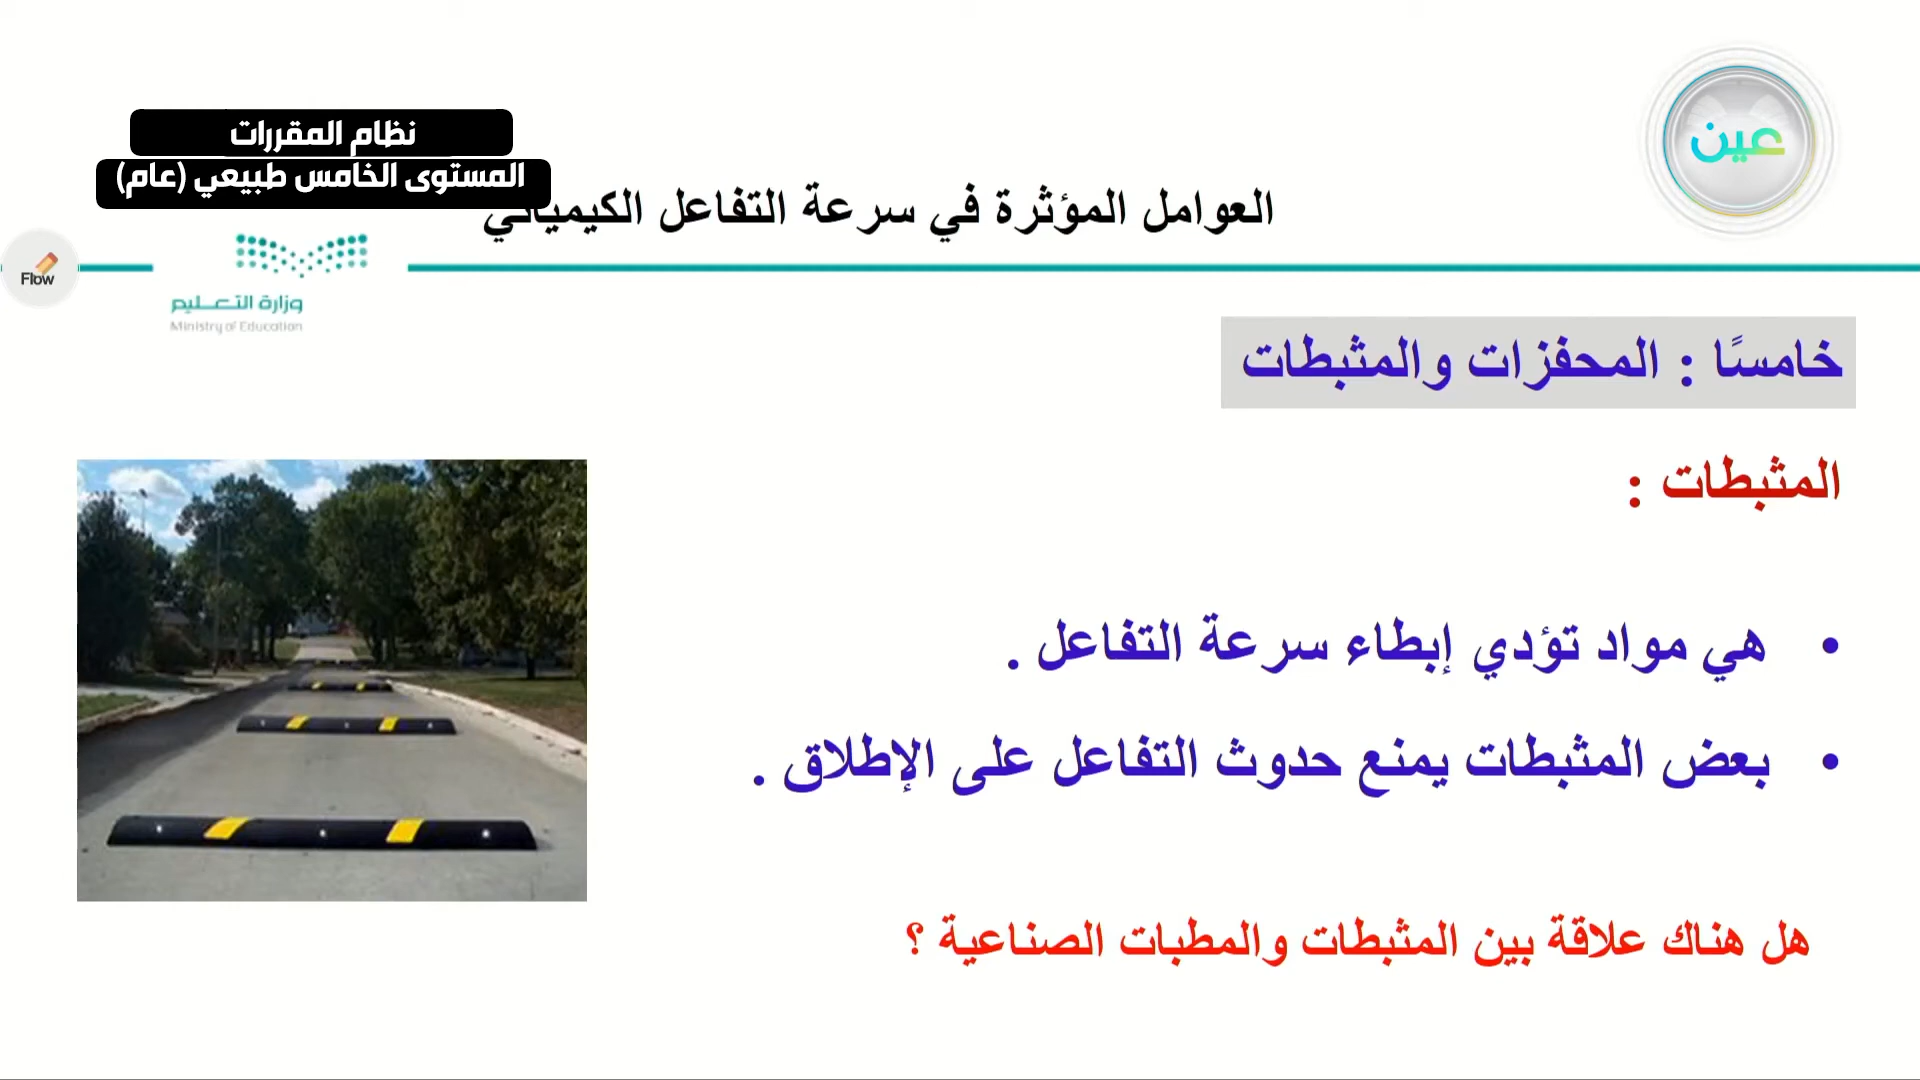 نظام المقررات
المستوى الخامس طبيعي (عام)
عين
العوامل المؤثرة في سرعة التفاعل الكيميائي
Flow
وزارة التعـــليم
Ministry of Education
خامسًا : المحفزات والمثبطات
المثبطات :
• هي مواد تؤدي إبطاء سرعة التفاعل .
• بعض المثبطات يمنع حدوث التفاعل على الإطلاق .
هل هناك علاقة بين المثبطات والمطبات الصناعية ؟